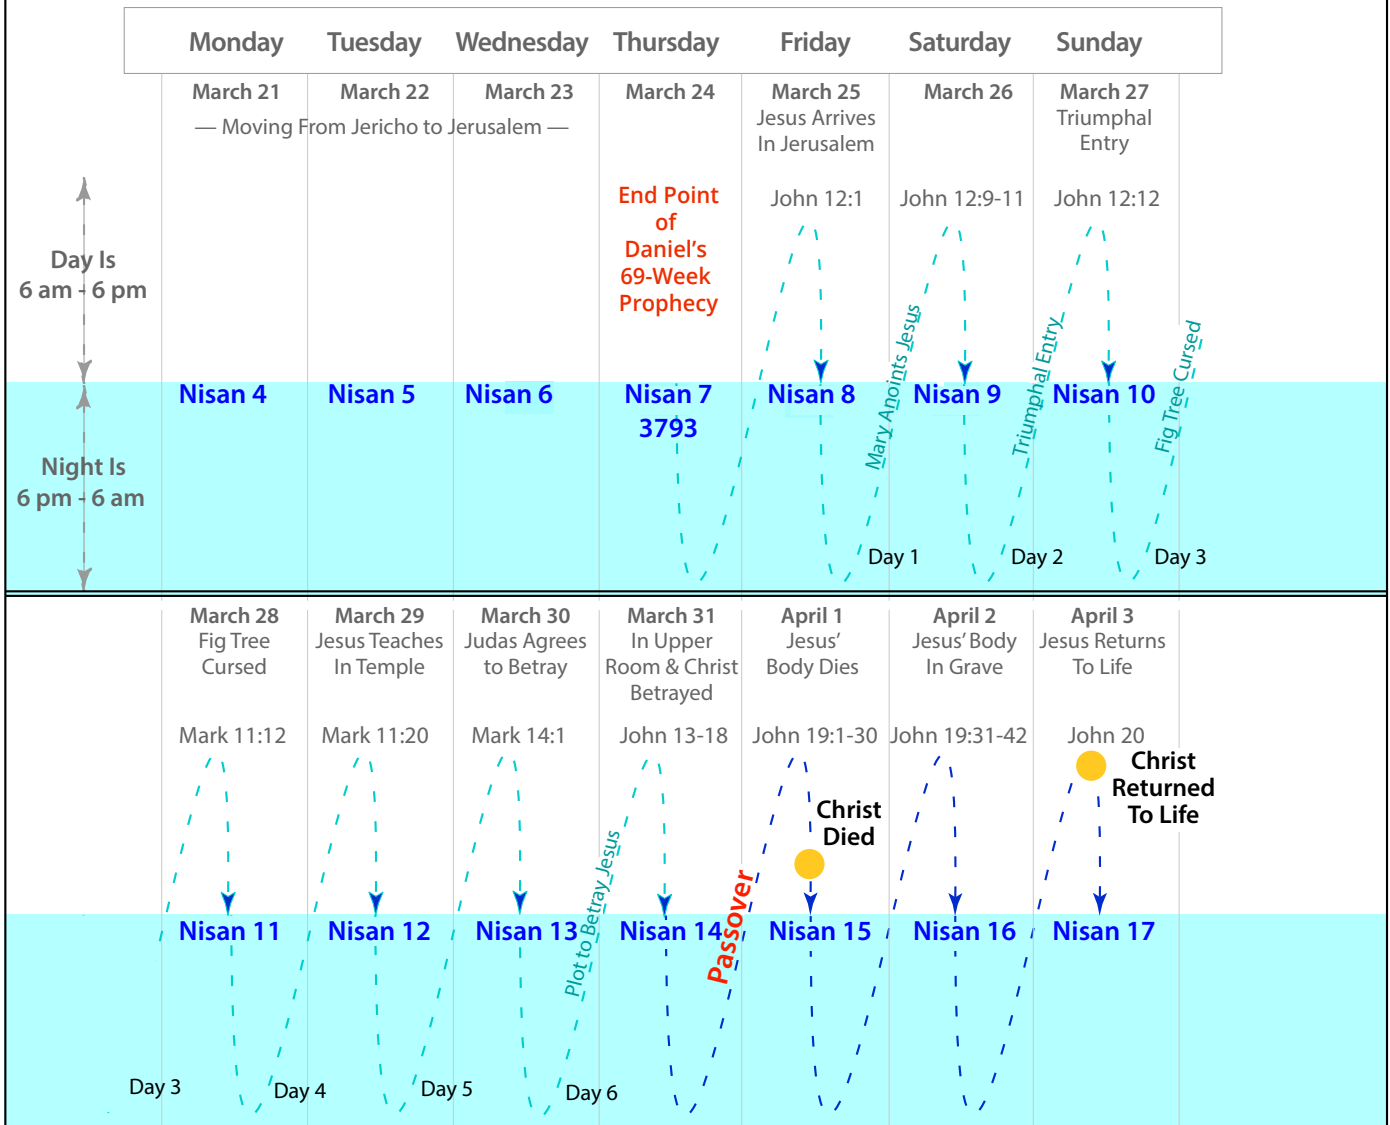 Monday Tuesday Wednesday Thursday Friday Saturday Sunday
March 21 March 22 March 23 March 24 March 25 March 26 March 27
— Moving From Jericho to Jerusalem —
Jesus Arrives
In Jerusalem
Triumphal
Entry
End Point
of
Daniel's
69-Week
Prophecy
John 12:1 John 12:9-11 John 12:12
Day Is
6 am - 6 pm
Nisan 4 Nisan 5 Nisan 6 Nisan 7 Nisan 8 Nisan 9 Nisan 10
3793
Mary Anoints Jesus
Triumphal Entry
Fig Tree Cursed
Night Is
6 pm - 6 am
Day 1 Day 2 Day 3
March 28 March 29 March 30 March 31 April 1 April 2 April 3
Fig Tree
Cursed
Jesus Teaches
In Temple
Judas Agrees
to Betray
In Upper
Room & Christ
Betrayed
Jesus'
Body Dies
Jesus' Body
In Grave
Jesus Returns
To Life
Mark 11:12 Mark 11:20 Mark 14:1 John 13-18 John 19:1-30 John 19:31-42 John 20
Christ
Returned
To Life
Christ
Died
Plot to Betray Jesus
Passover
Nisan 11 Nisan 12 Nisan 13 Nisan 14 Nisan 15 Nisan 16 Nisan 17
Day 3 Day 4 Day 5 Day 6